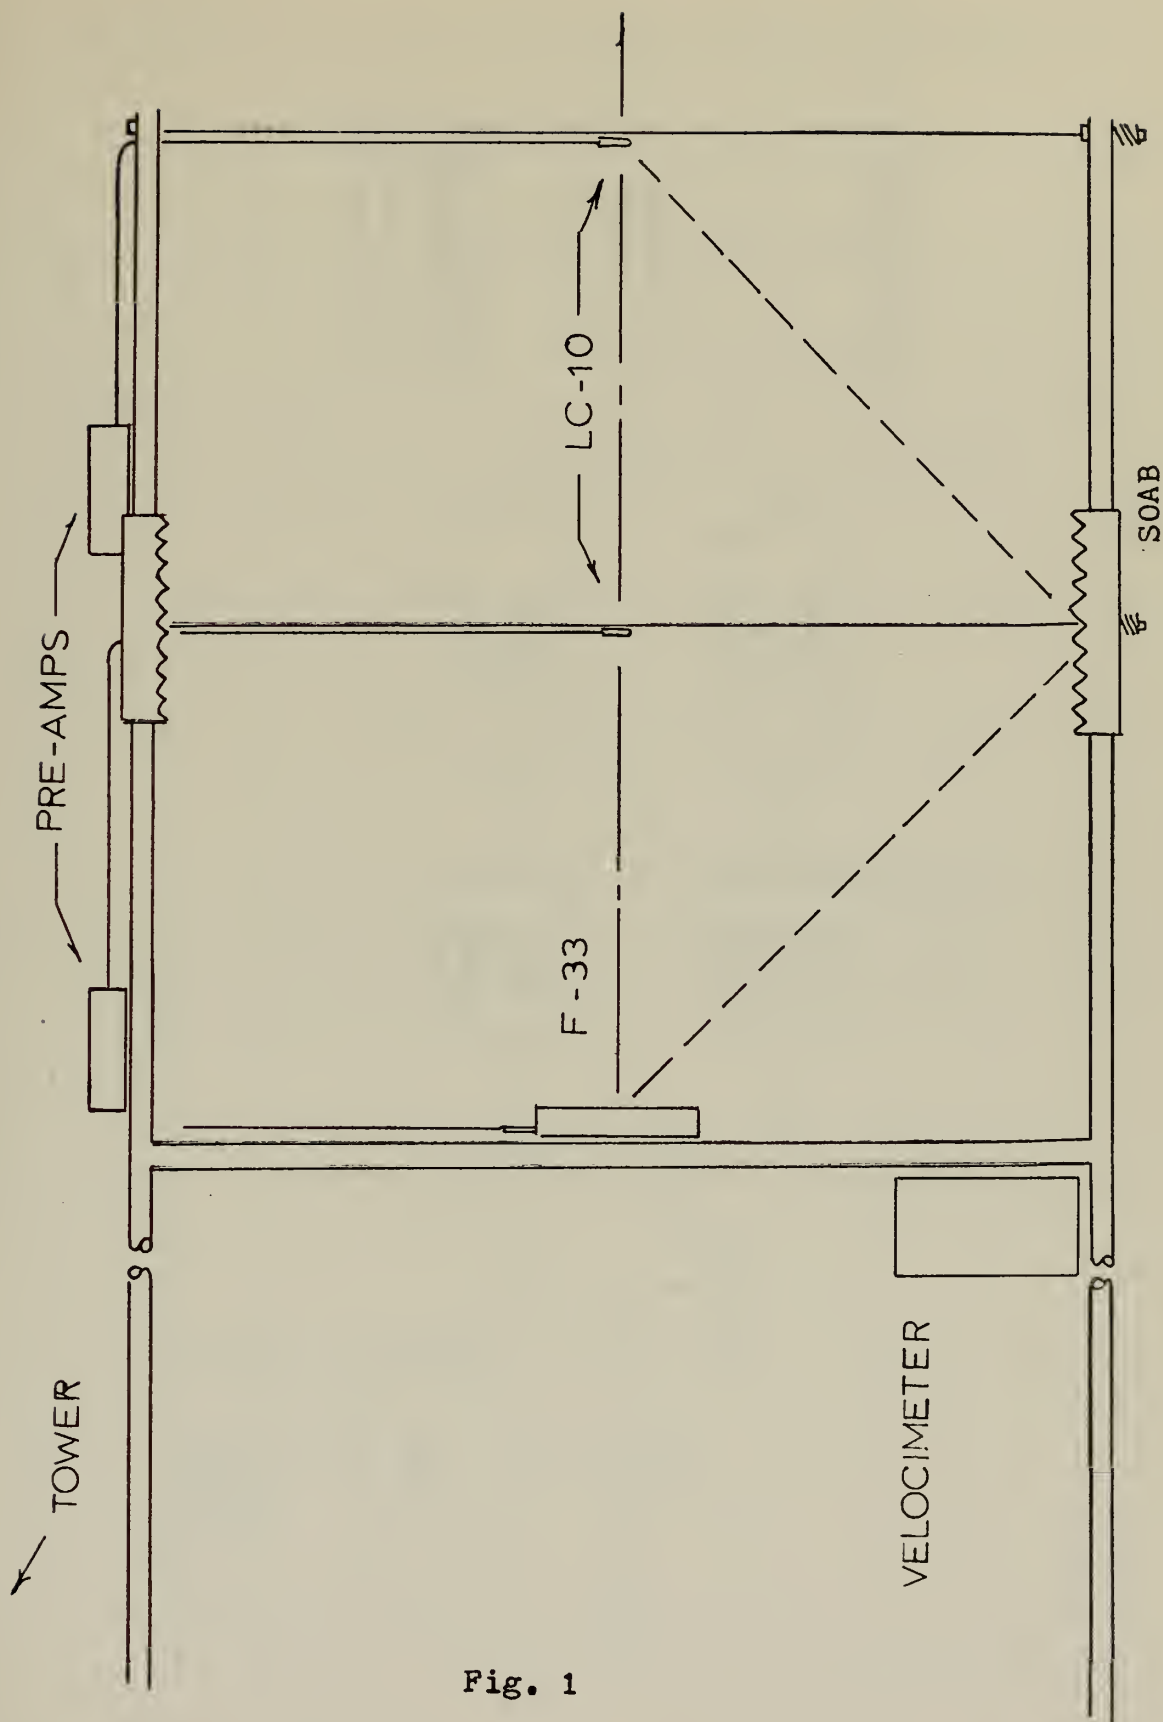 PRE-AMPS
LC-10
F-33
SOAB
TOWER
VELOCIMETER
Fig. 1